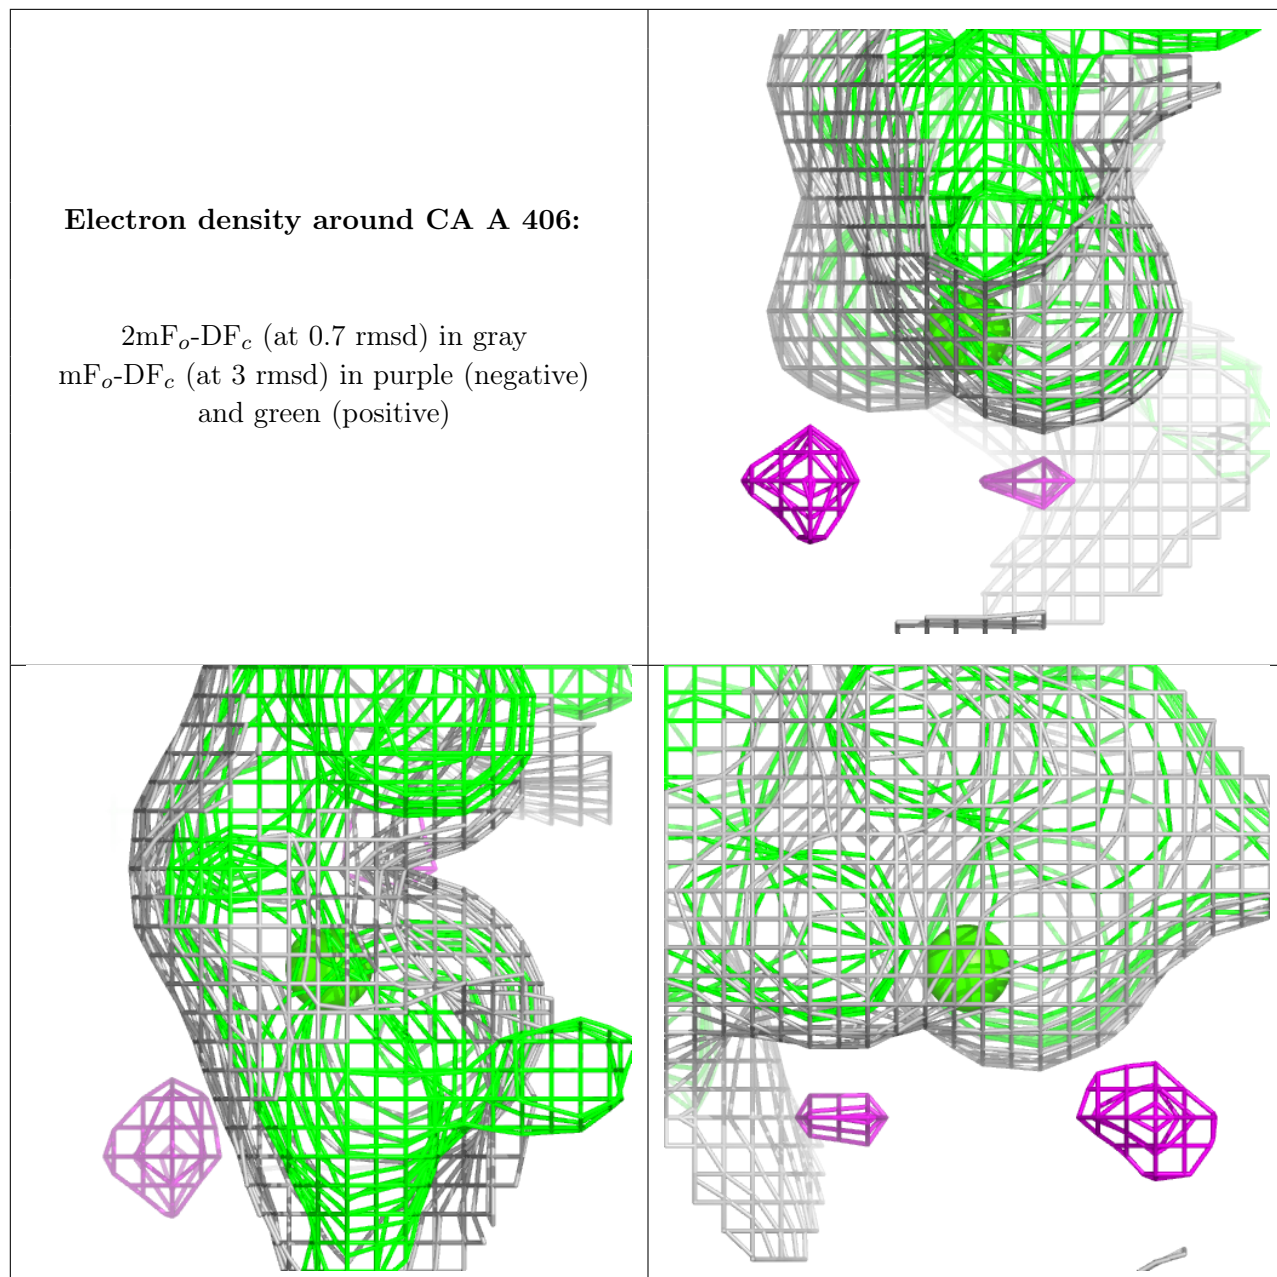 Electron density around CA A 406:
2mFₒ-DF𝒸 (at 0.7 rmsd) in gray
mFₒ-DF𝒸 (at 3 rmsd) in purple (negative)
and green (positive)